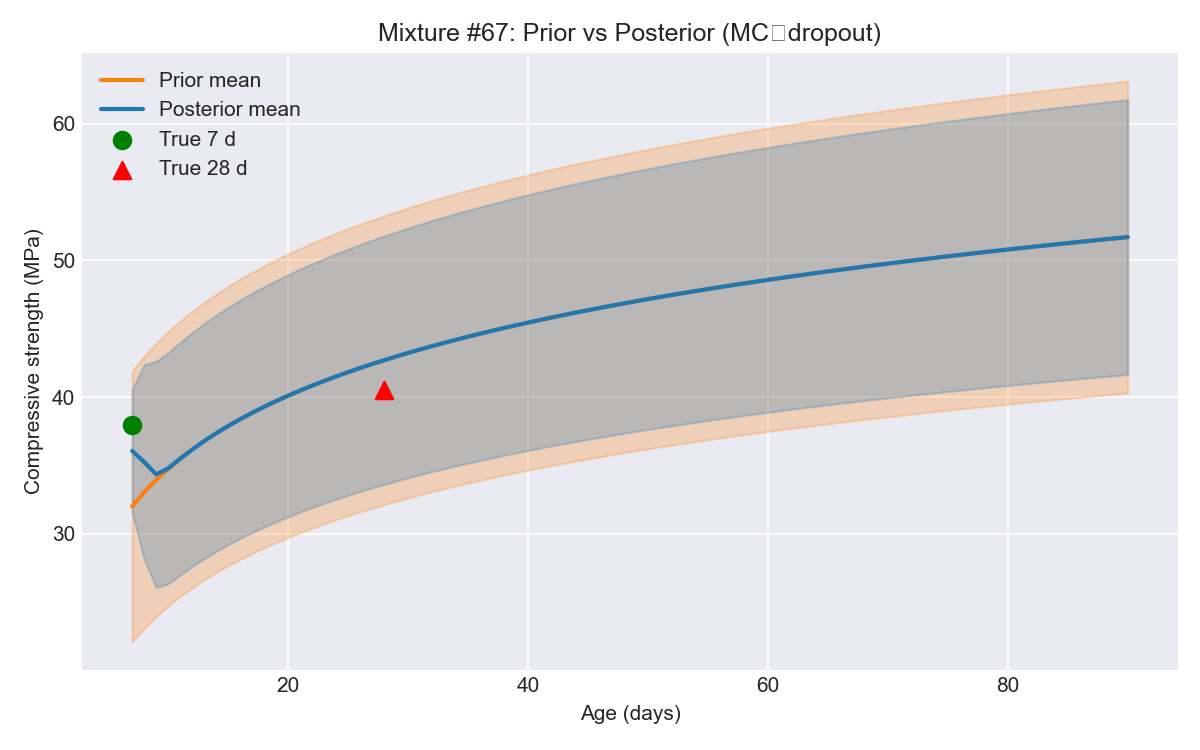 Mixture #67: Prior vs Posterior (MC□dropout)
Prior mean
Posterior mean
True 7 d
True 28 d
Compressive strength (MPa)
60
50
40
30
20
40
60
80
Age (days)